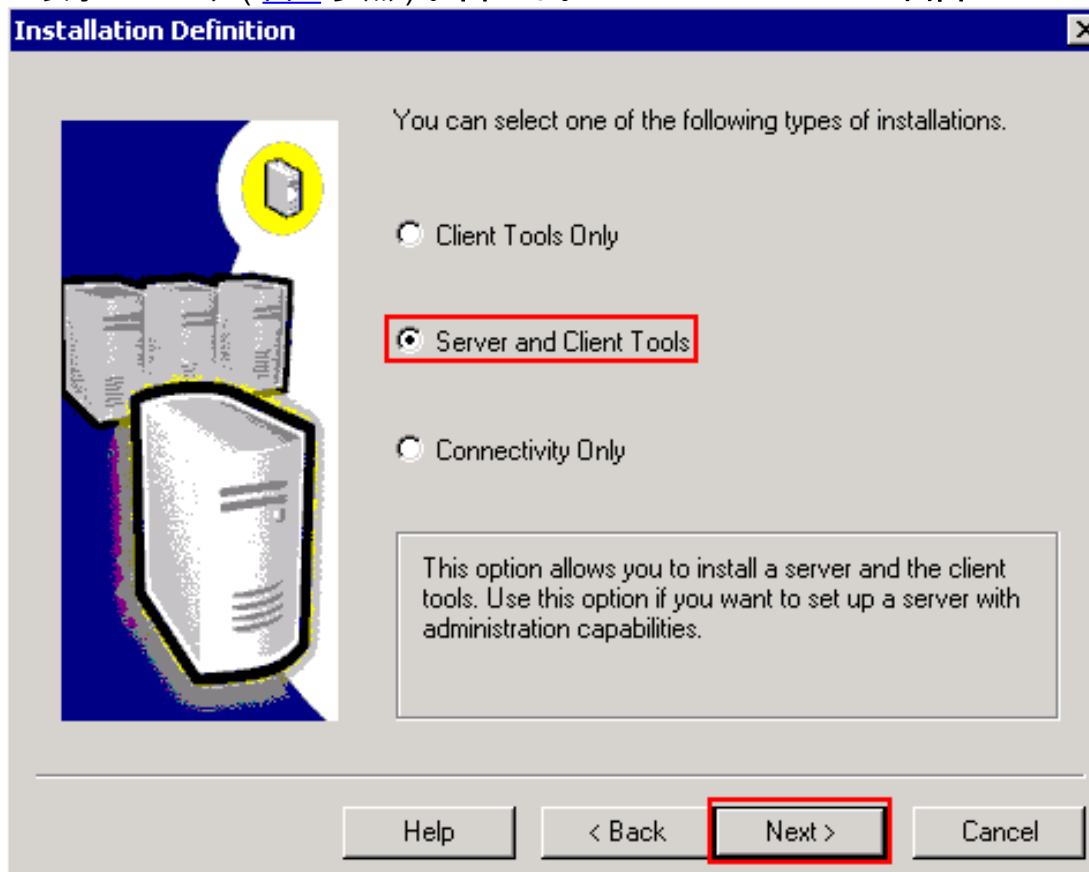 Installation Definition
You can select one of the following types of installations.
Client Tools Only
Server and Client Tools
Connectivity Only
This option allows you to install a server and the client
tools. Use this option if you want to set up a server with
administration capabilities.
Help
< Back
Next >
Cancel